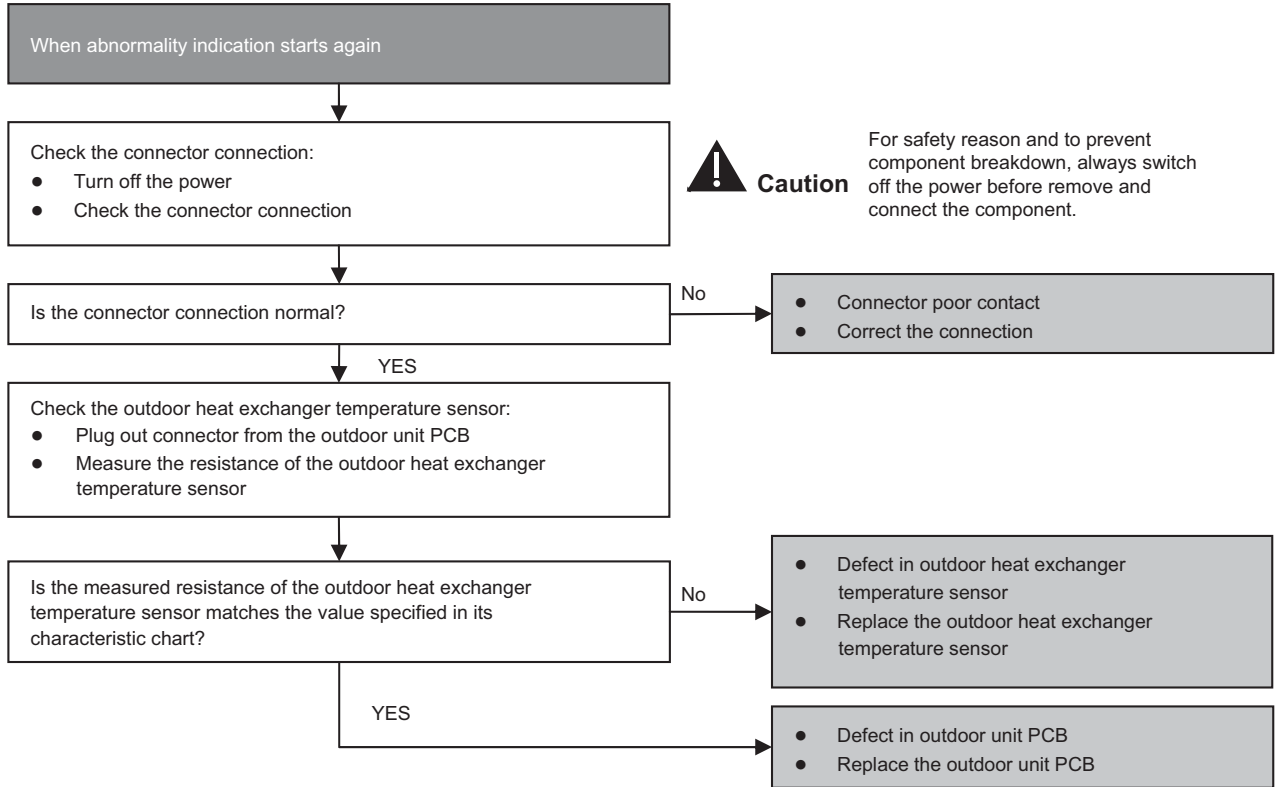 When abnormality indication starts again
Check the connector connection:
● Turn off the power
● Check the connector connection
Caution
For safety reason and to prevent
component breakdown, always switch
off the power before remove and
connect the component.
Is the connector connection normal?
No
● Connector poor contact
● Correct the connection
YES
Check the outdoor heat exchanger temperature sensor:
● Plug out connector from the outdoor unit PCB
● Measure the resistance of the outdoor heat exchanger
temperature sensor
Is the measured resistance of the outdoor heat exchanger
temperature sensor matches the value specified in its
characteristic chart?
No
● Defect in outdoor heat exchanger
temperature sensor
● Replace the outdoor heat exchanger
temperature sensor
YES
● Defect in outdoor unit PCB
● Replace the outdoor unit PCB